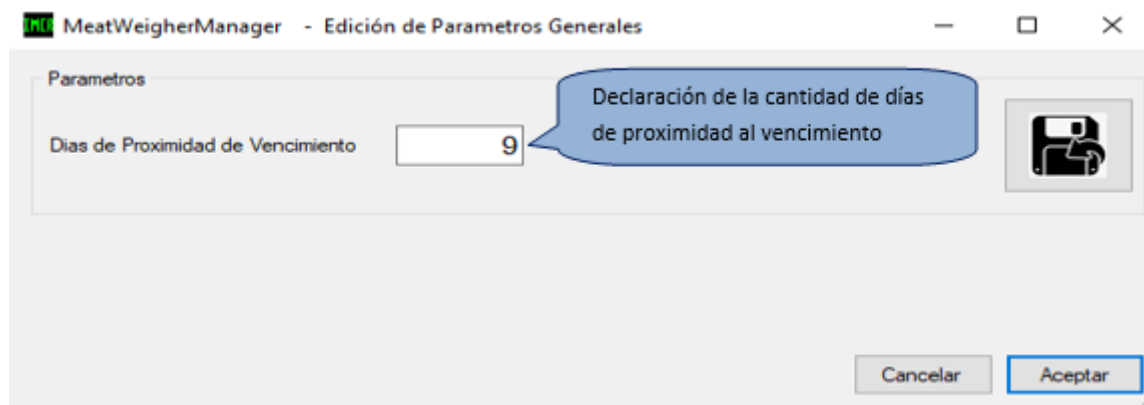 MeatWeigherManager - Edición de Parametros Generales
Parametros
Dias de Proximidad de Vencimiento
9
Declaración de la cantidad de días
de proximidad al vencimiento
Cancelar
Aceptar